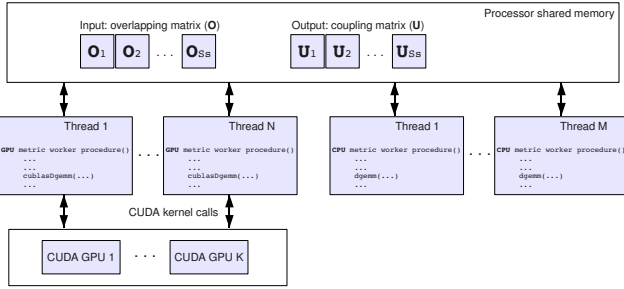 Processor shared memory
Input: overlapping matrix (O)
Output: coupling matrix (U)
O1 O2 ... OSs
U1 U2 ... USs
Thread 1
GPU metric worker procedure()
...
...
cublasDgemm(...)
...
...
Thread N
GPU metric worker procedure()
...
...
cublasDgemm(...)
...
Thread 1
CPU metric worker procedure()
...
...
dgemm(...)
...
...
Thread M
CPU metric worker procedure()
...
...
dgemm(...)
...
CUDA kernel calls
CUDA GPU 1 ... CUDA GPU K